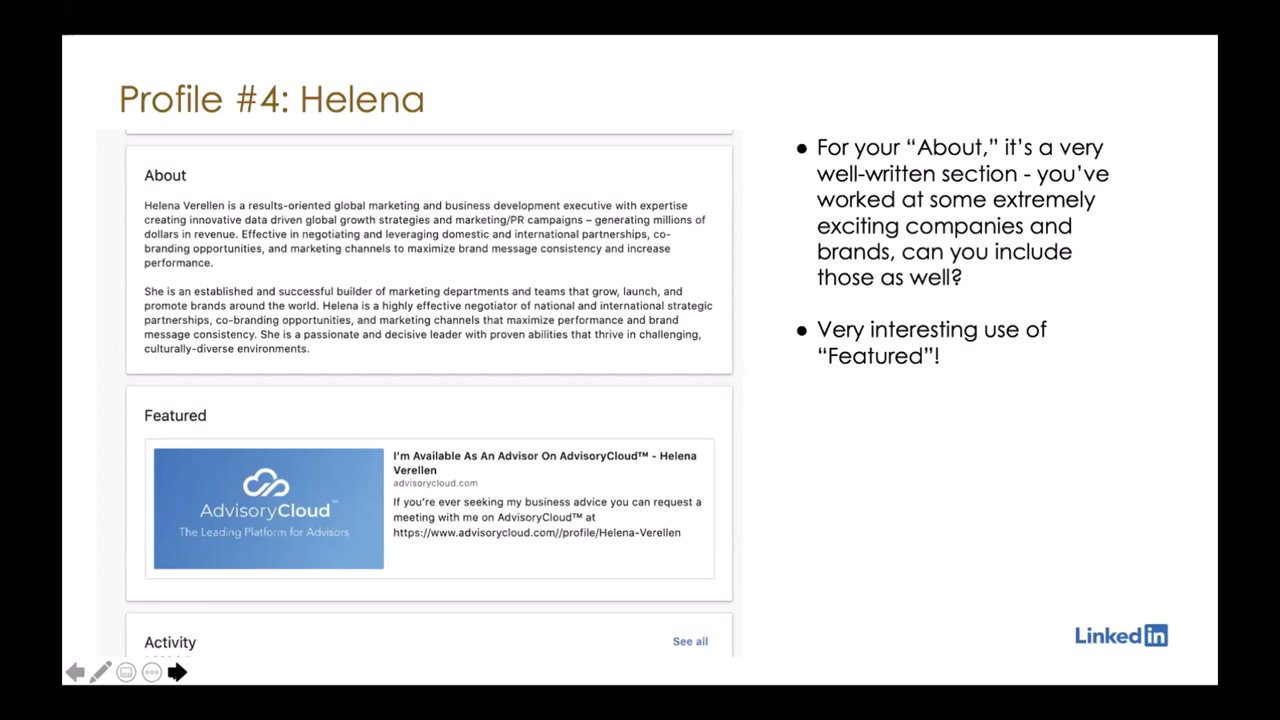 Profile #4: Helena
About
Helena Verellen is a results-oriented global marketing and business development executive with expertise
creating innovative data driven global growth strategies and marketing/PR campaigns – generating millions of
dollars in revenue. Effective in negotiating and leveraging domestic and international partnerships, co-
branding opportunities, and marketing channels to maximize brand message consistency and increase
performance.
She is an established and successful builder of marketing departments and teams that grow, launch, and
promote brands around the world. Helena is a highly effective negotiator of national and international strategic
partnerships, co-branding opportunities, and marketing channels that maximize performance and brand
message consistency. She is a passionate and decisive leader with proven abilities that thrive in challenging,
culturally-diverse environments.
Featured
AdvisoryCloud™
The Leading Platform for Advisors
I'm Available As An Advisor On AdvisoryCloud™ - Helena
Verellen
advisorycloud.com
If you're ever seeking my business advice you can request a
meeting with me on AdvisoryCloud™ at
https://www.advisorycloud.com//profile/Helena-Verellen
Activity
See all
● For your “About,” it’s a very
well-written section - you’ve
worked at some extremely
exciting companies and
brands, can you include
those as well?
● Very interesting use of
“Featured”!
Linked in